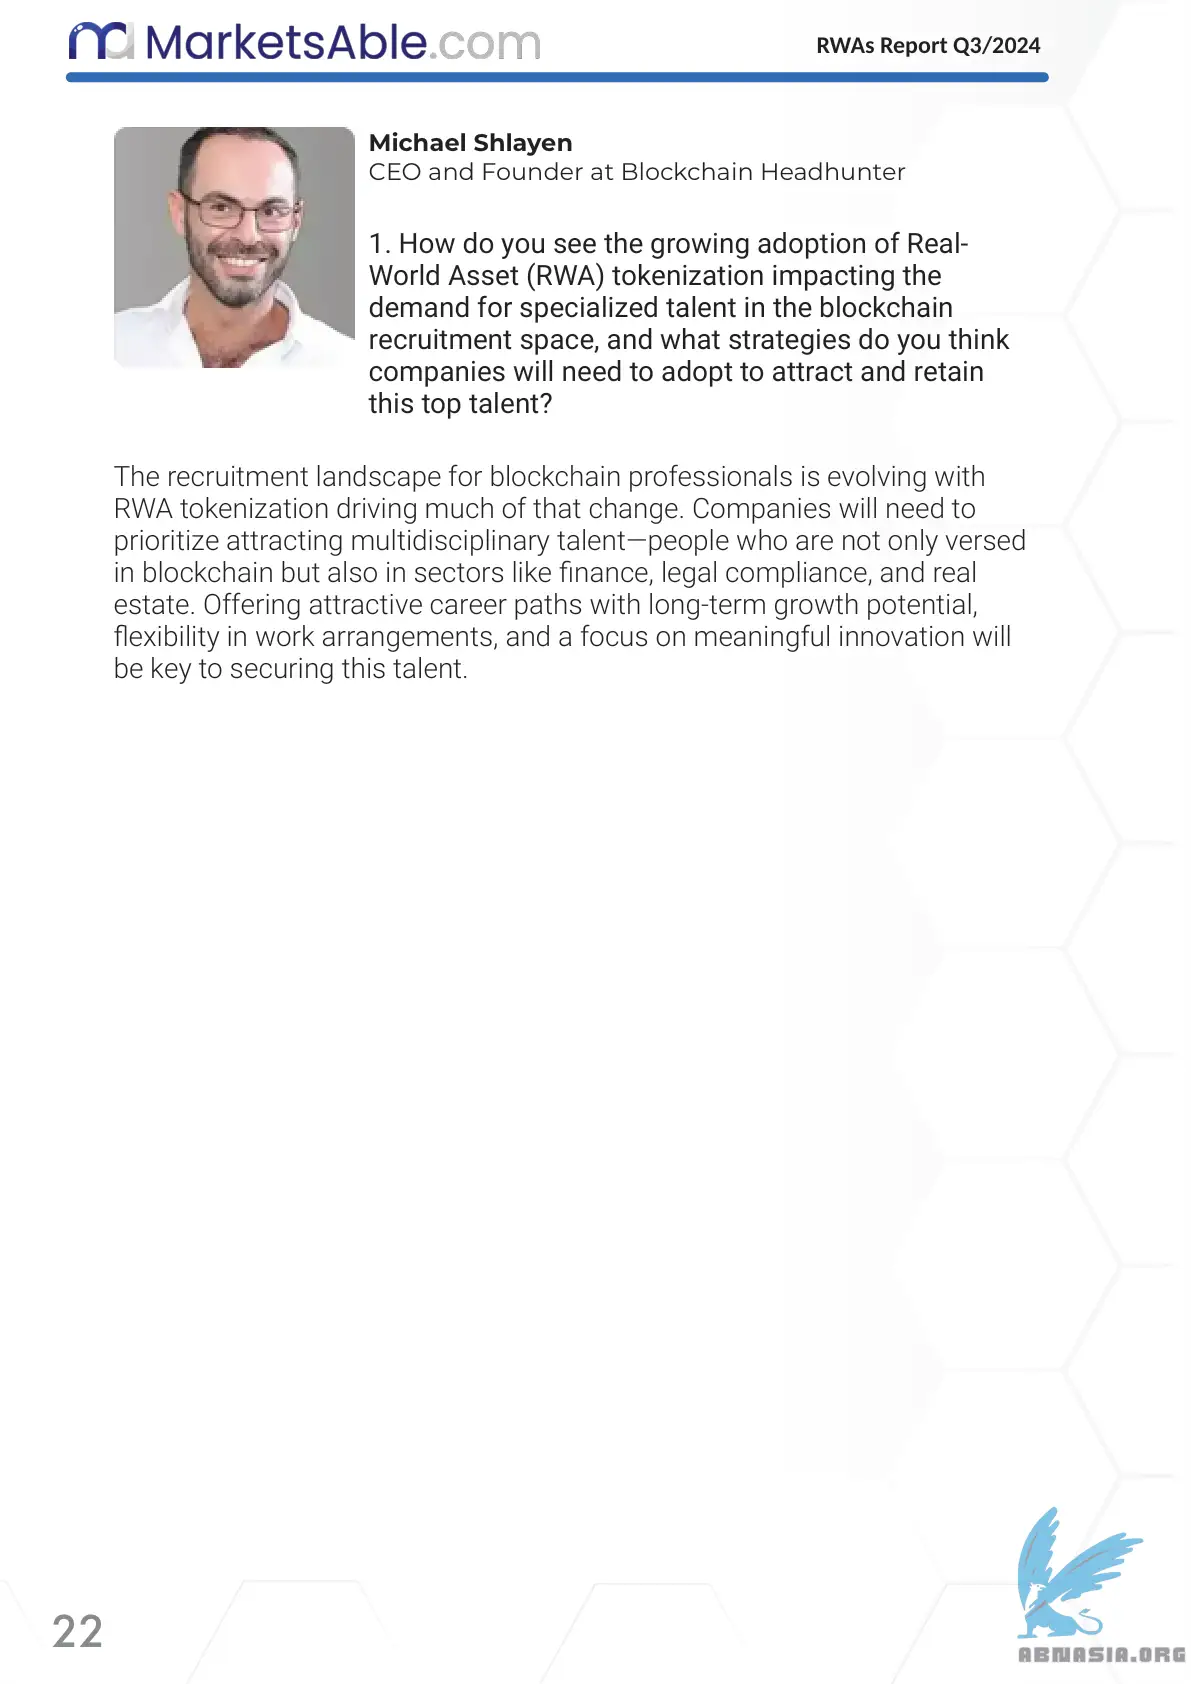 MarketsAble.com
RWAs Report Q3/2024
Michael Shlayen
CEO and Founder at Blockchain Headhunter
1. How do you see the growing adoption of Real-
World Asset (RWA) tokenization impacting the
demand for specialized talent in the blockchain
recruitment space, and what strategies do you think
companies will need to adopt to attract and retain
this top talent?
The recruitment landscape for blockchain professionals is evolving with
RWA tokenization driving much of that change. Companies will need to
prioritize attracting multidisciplinary talent—people who are not only versed
in blockchain but also in sectors like finance, legal compliance, and real
estate. Offering attractive career paths with long-term growth potential,
flexibility in work arrangements, and a focus on meaningful innovation will
be key to securing this talent.
22
ABNASIA.ORG